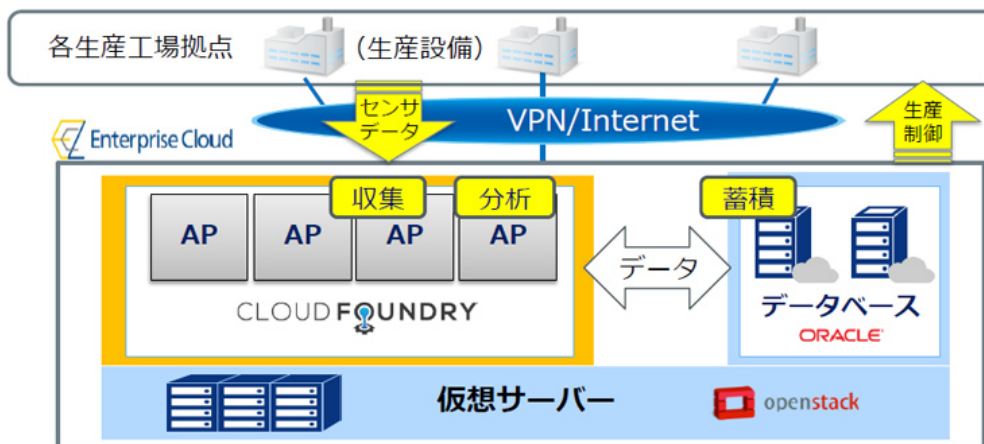 各生産工場拠点
(生産設備)
センサ
データ
VPN/Internet
生産
制御
Enterprise Cloud
収集
分析
蓄積
AP
AP
AP
AP
データ
CLOUD FOUNDRY
データベース
ORACLE
仮想サーバー
openstack